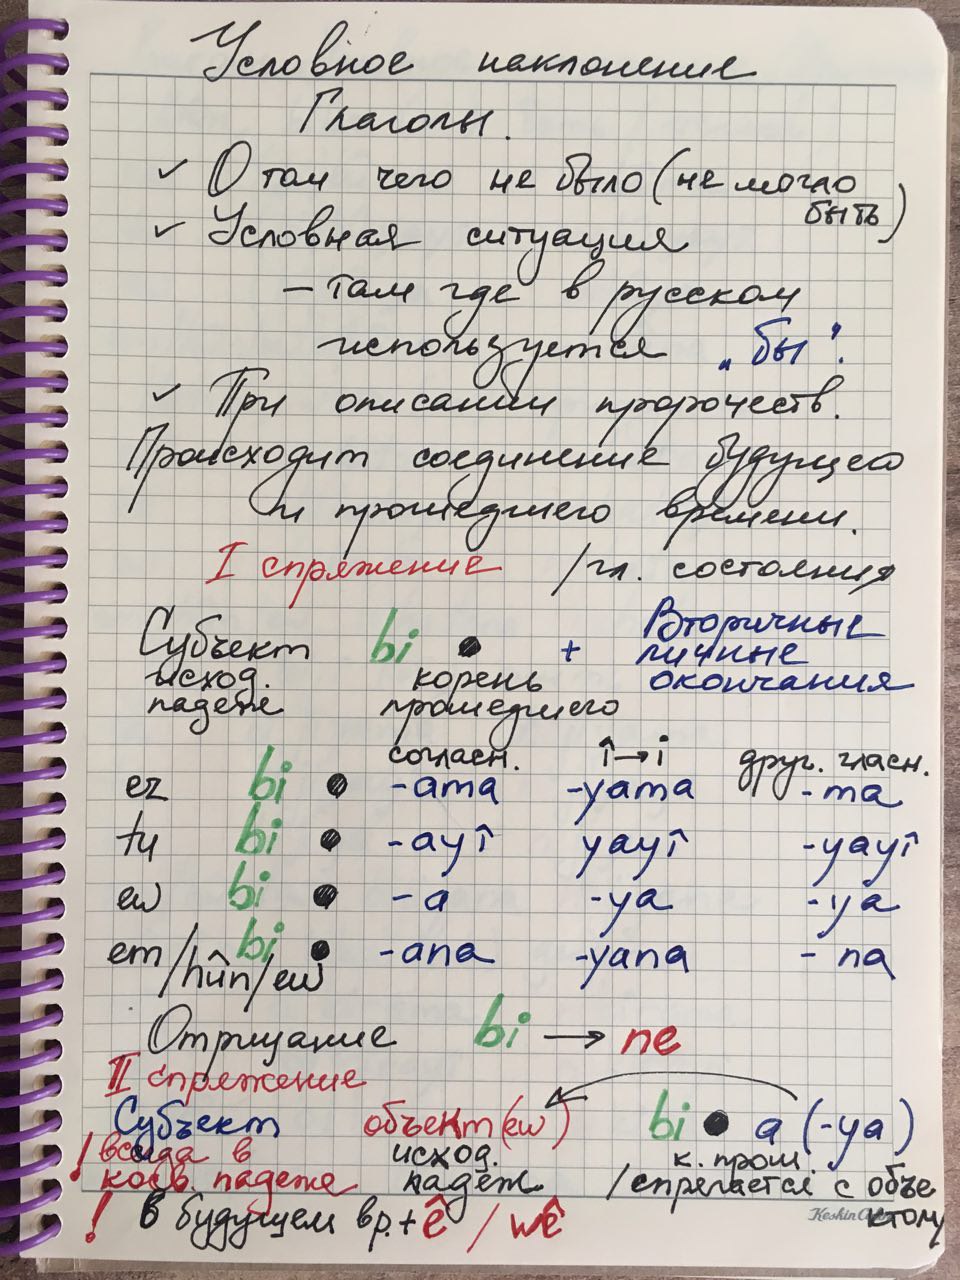 Условное наклонение
Глаголы.
✓ О том чего не было (не могло
быть)
✓ Условная ситуация
– там где в русском
используется „бы“.
✓ При описании пророчеств.
Происходит соединение будущего
и прошедшего времени.
I спряжение /гл. состояния
Субъект bi ● + Вторичные
личные
окончания
исход. корень
падеже прошедшего
согласн. î→i друг. гласн.
ez bi ● -ama -yama -ma
tu bi ● -ayî yayî -yayî
ew bi ● -a -ya -ya
em/hûn/ew bi ● -ana -yana -na
Отрицание bi → ne
II спряжение
Субъект объект (ew) bi ● a (-ya)
! всегда в исход. к. прош.
косв. падеже падеж /спрягается с объе
ктом/
! В будущем вр. + ê / wê